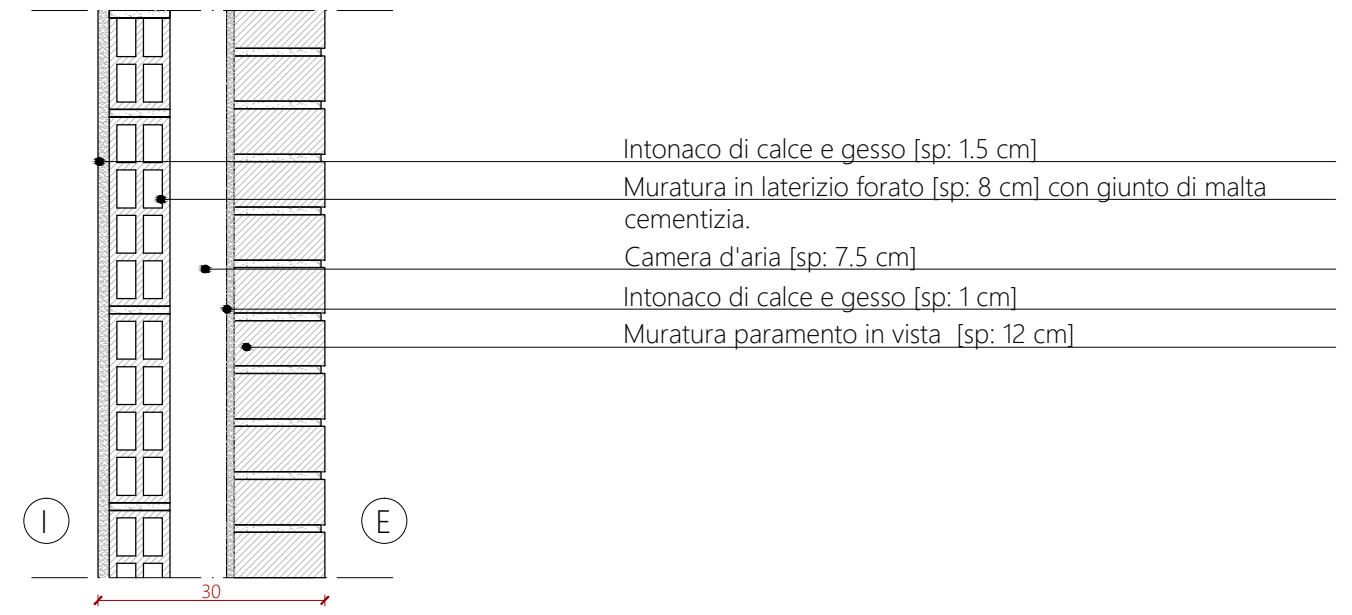 Intonaco di calce e gesso [sp: 1.5 cm]
Muratura in laterizio forato [sp: 8 cm] con giunto di malta
cementizia.
Camera d'aria [sp: 7.5 cm]
Intonaco di calce e gesso [sp: 1 cm]
Muratura paramento in vista [sp: 12 cm]
I
E
30